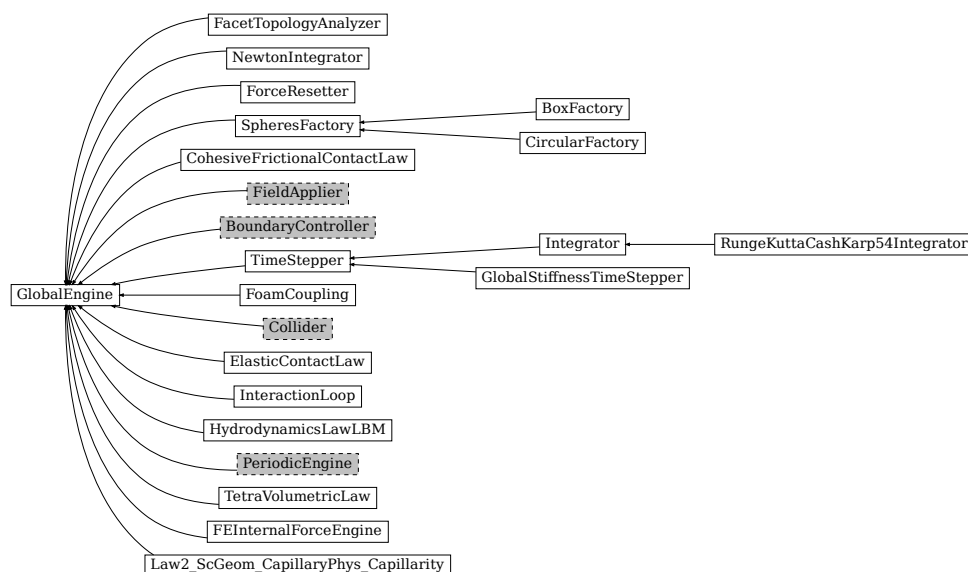 FacetTopologyAnalyzer
NewtonIntegrator
ForceResetter
BoxFactory
SpheresFactory
CircularFactory
CohesiveFrictionalContactLaw
FieldApplier
BoundaryController
Integrator
RungeKuttaCashKarp54Integrator
TimeStepper
GlobalStiffnessTimeStepper
GlobalEngine
FoamCoupling
Collider
ElasticContactLaw
InteractionLoop
HydrodynamicsLawLBM
PeriodicEngine
TetraVolumetricLaw
FEInternalForceEngine
Law2_ScGeom_CapillaryPhys_Capillarity